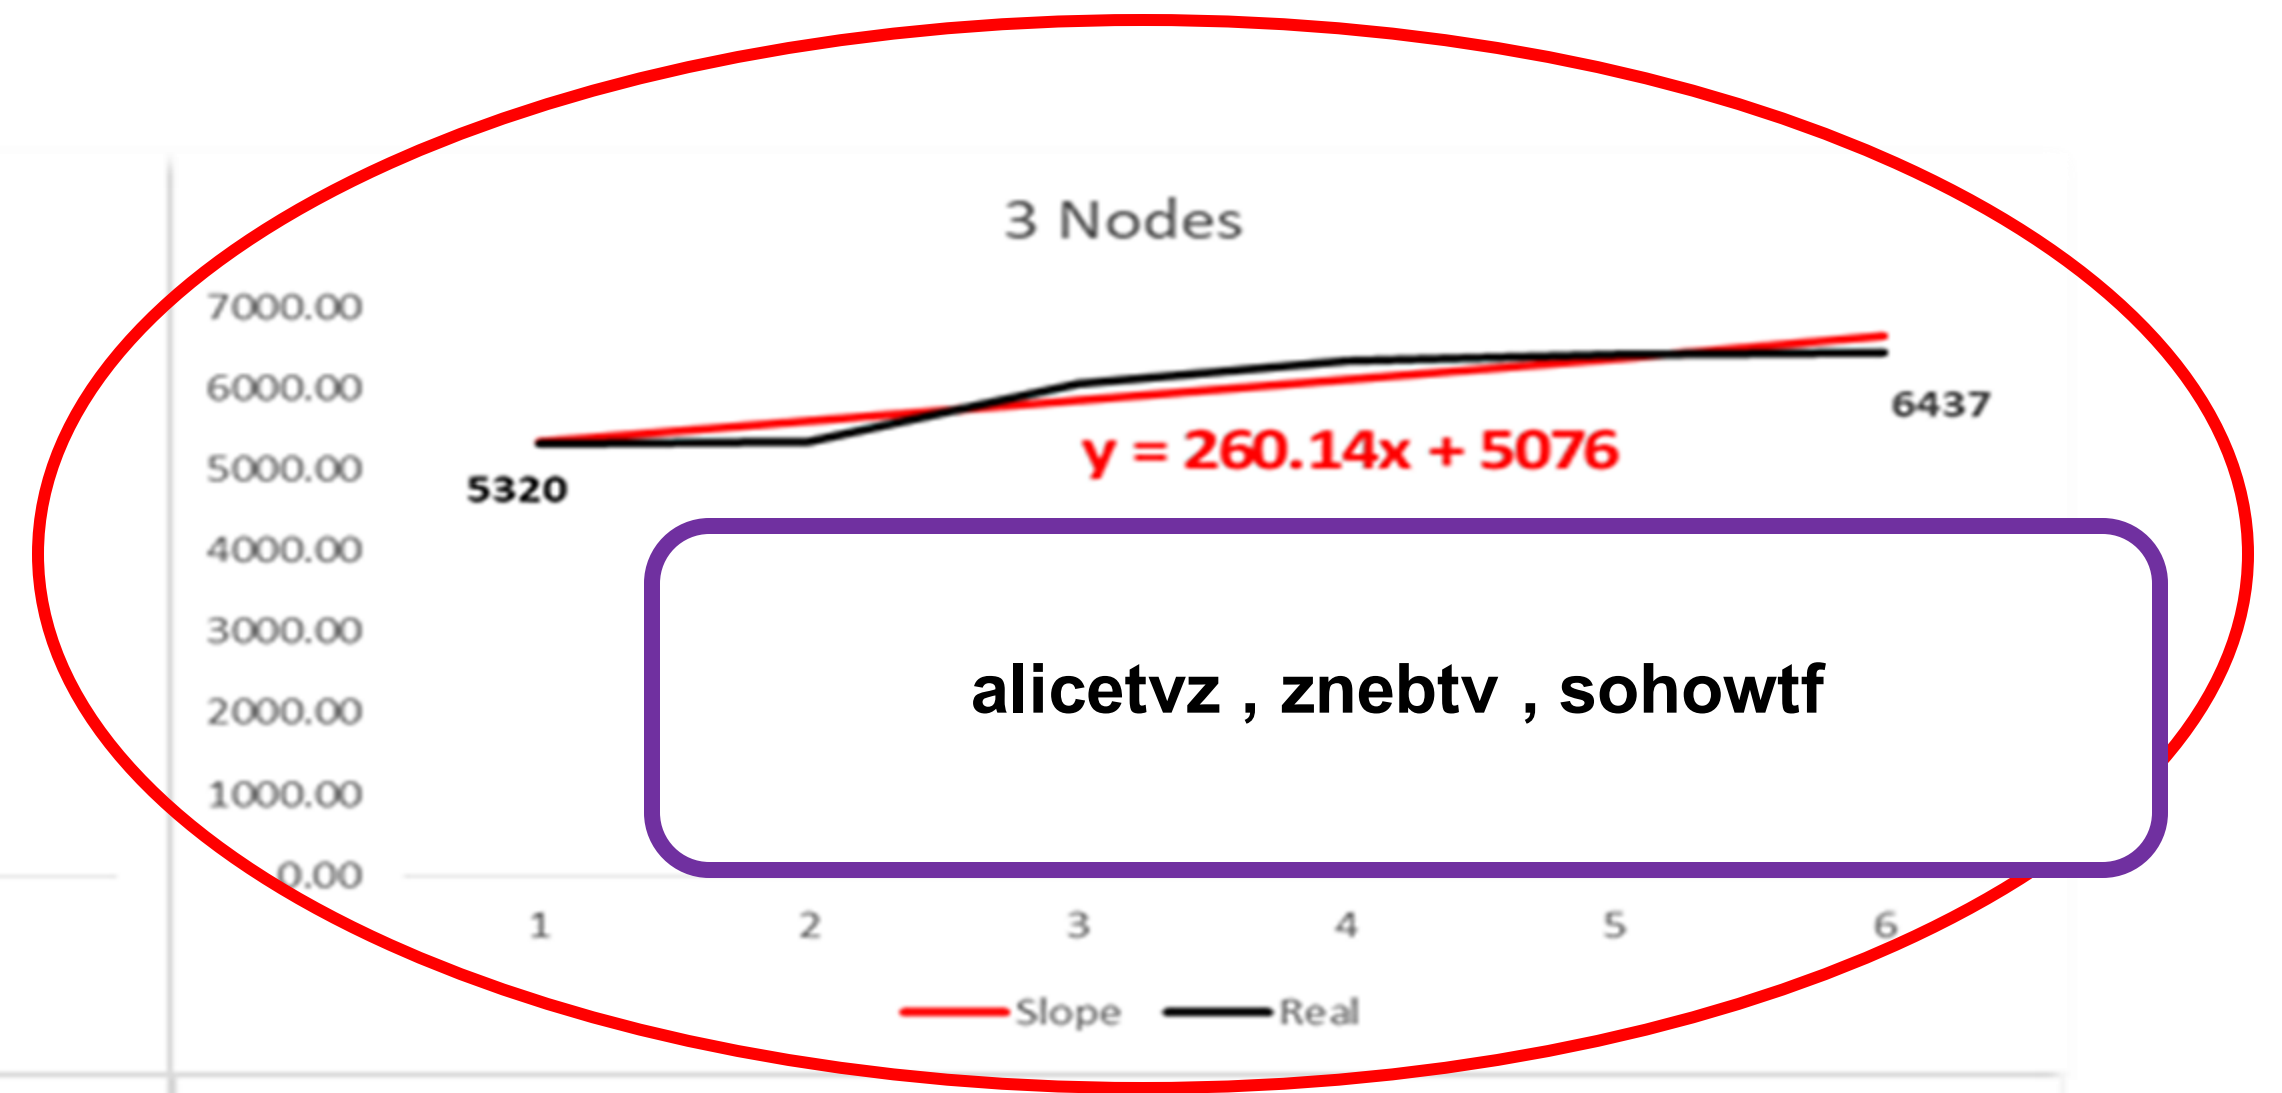 3 Nodes
7000.00
6000.00
5000.00
4000.00
3000.00
2000.00
1000.00
0.00
5320
6437
y = 260.14x + 5076
alicetvz , znebtv , sohowtf
1 2 3 4 5 6
Slope Real